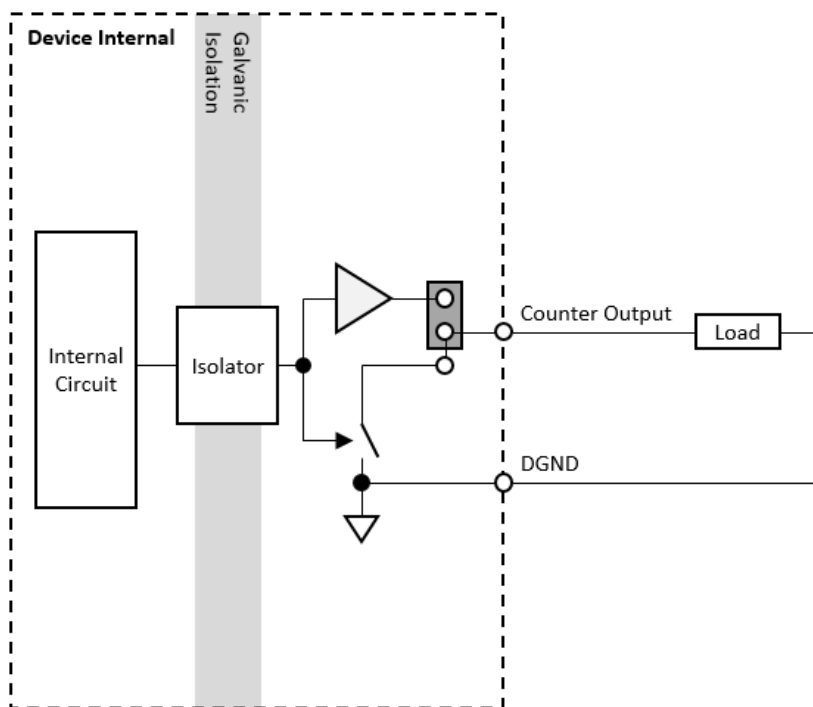 Device Internal
Galvanic
Isolation
Internal
Circuit
Isolator
Counter Output
Load
DGND